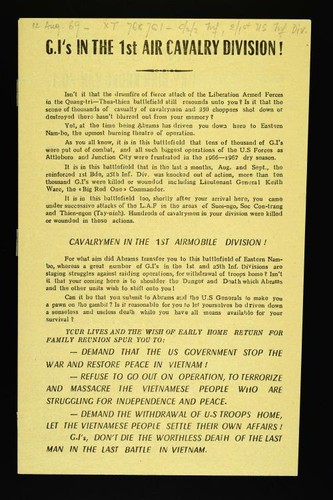 G.I's IN THE 1st AIR CAVALRY DIVISION !
Isn't it that the drumfire of fierce attack of the Liberation Armed Forces
in the Quang-tri—Thua-thien battlefield still resounds unto you ? Is it that the
scene of thousands of casualty of cavalrymen and 350 choppers shot down or
destroyed there hasn't blurred out from your memory ?
Yet, at the time being Abrams has driven you down here to Eastern
Nam-bo, the upmost burning theatre of operation.
As you all know, it is in this battlefield that tens of thousand of G.I's
were put out of combat, and all such biggest operations of the U.S Forces as
Attleboro and Junction City were frustrated in the 1966—1967 dry season.
It is in this battlefield that in the last 2 months, Aug. and Sept., the
reinforced 1st Bde, 25th Inf. Div. was knocked out of action, more than ten
thousand G.I's were killed or wounded including Lieutenant General Keith
Ware, the «Big Red One» Commander.
It is in this battlefield too, shortly after your arrival here, you came
under successive attacks of the L.A.F in the areas of Suoc-ngo, Soc Con-trang
and Thien-ngon (Tay-ninh). Hundreds of cavalrymen in your division were killed
or wounded in these actions.
CAVALRYMEN IN THE 1ST AIRMOBILE DIVISION !
For what aim did Abrams transfer you to this battlefield of Eastern Nam-
bo, whereas a great number of G.I's in the 1st and 25th Inf. Divisions are
staging struggles against raiding operations, for withdrawal of troops home ? Isn't
it that your coming here is to shoulder the Danger and Death which Abrams
and the other units wish to shift onto you !
Can it be that you submit to Abrams and the U.S Generals to make you
a pawn on the gambit ? Is it reasonable for you to let yourselves be driven down
a senseless and useless death while you have all means available for your
survival ?
YOUR LIVES AND THE WISH OF EARLY HOME RETURN FOR
FAMILY REUNION SPUR YOU TO:
— DEMAND THAT THE US GOVERNMENT STOP THE
WAR AND RESTORE PEACE IN VIETNAM !
— REFUSE TO GO OUT ON OPERATION, TO TERRORIZE
AND MASSACRE THE VIETNAMESE PEOPLE WHO ARE
STRUGGLING FOR INDEPENDENCE AND PEACE.
— DEMAND THE WITHDRAWAL OF U.S TROOPS HOME,
LET THE VIETNAMESE PEOPLE SETTLE THEIR OWN AFFAIRS !
G.I's, DON'T DIE THE WORTHLESS DEATH OF THE LAST
MAN IN THE LAST BATTLE IN VIETNAM.